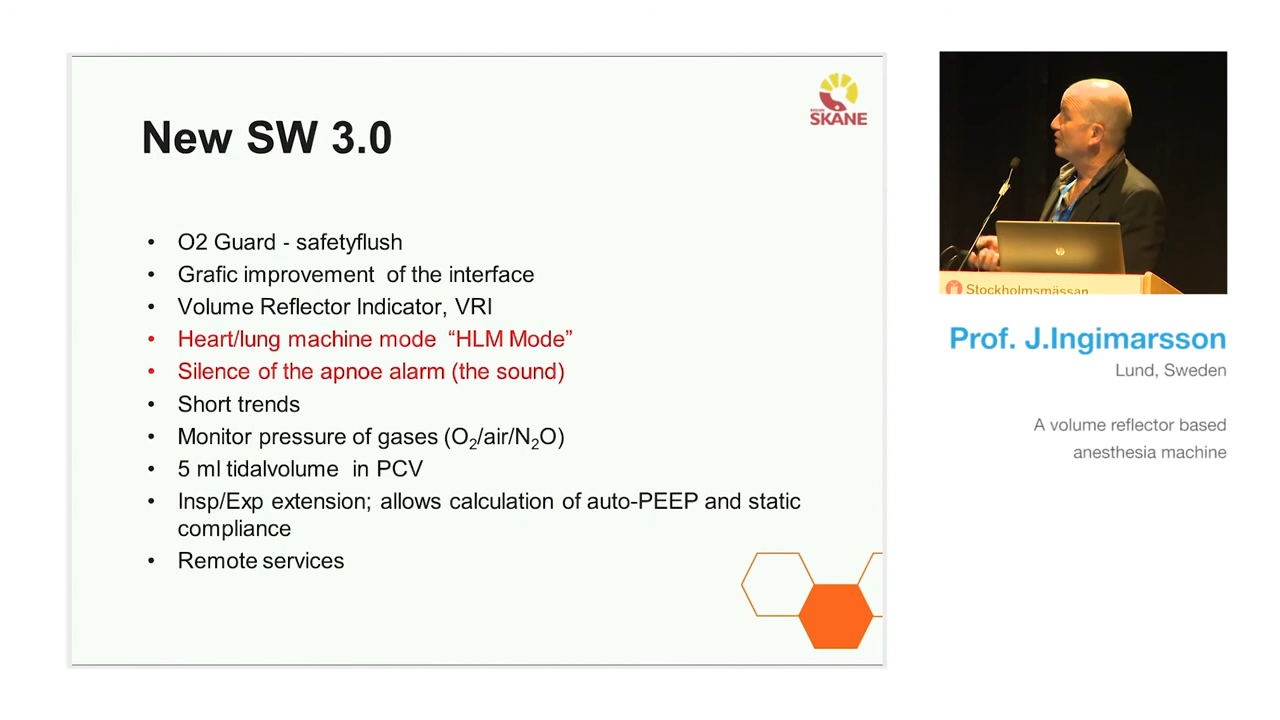 REGION
SKÅNE
New SW 3.0
• O2 Guard - safetyflush
• Grafic improvement of the interface
• Volume Reflector Indicator, VRI
• Heart/lung machine mode “HLM Mode”
• Silence of the apnoe alarm (the sound)
• Short trends
• Monitor pressure of gases (O₂/air/N₂O)
• 5 ml tidalvolume in PCV
• Insp/Exp extension; allows calculation of auto-PEEP and static
compliance
• Remote services
hp
Stockholmsmässan
Prof. J.Ingimarsson
Lund, Sweden
A volume reflector based
anesthesia machine